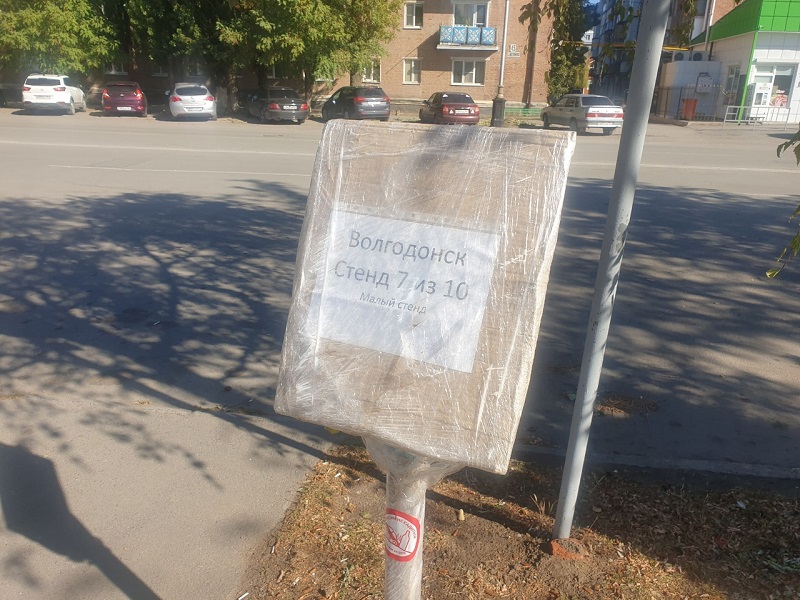 Волгодонск
Стенд 7 из 10
Малый стенд